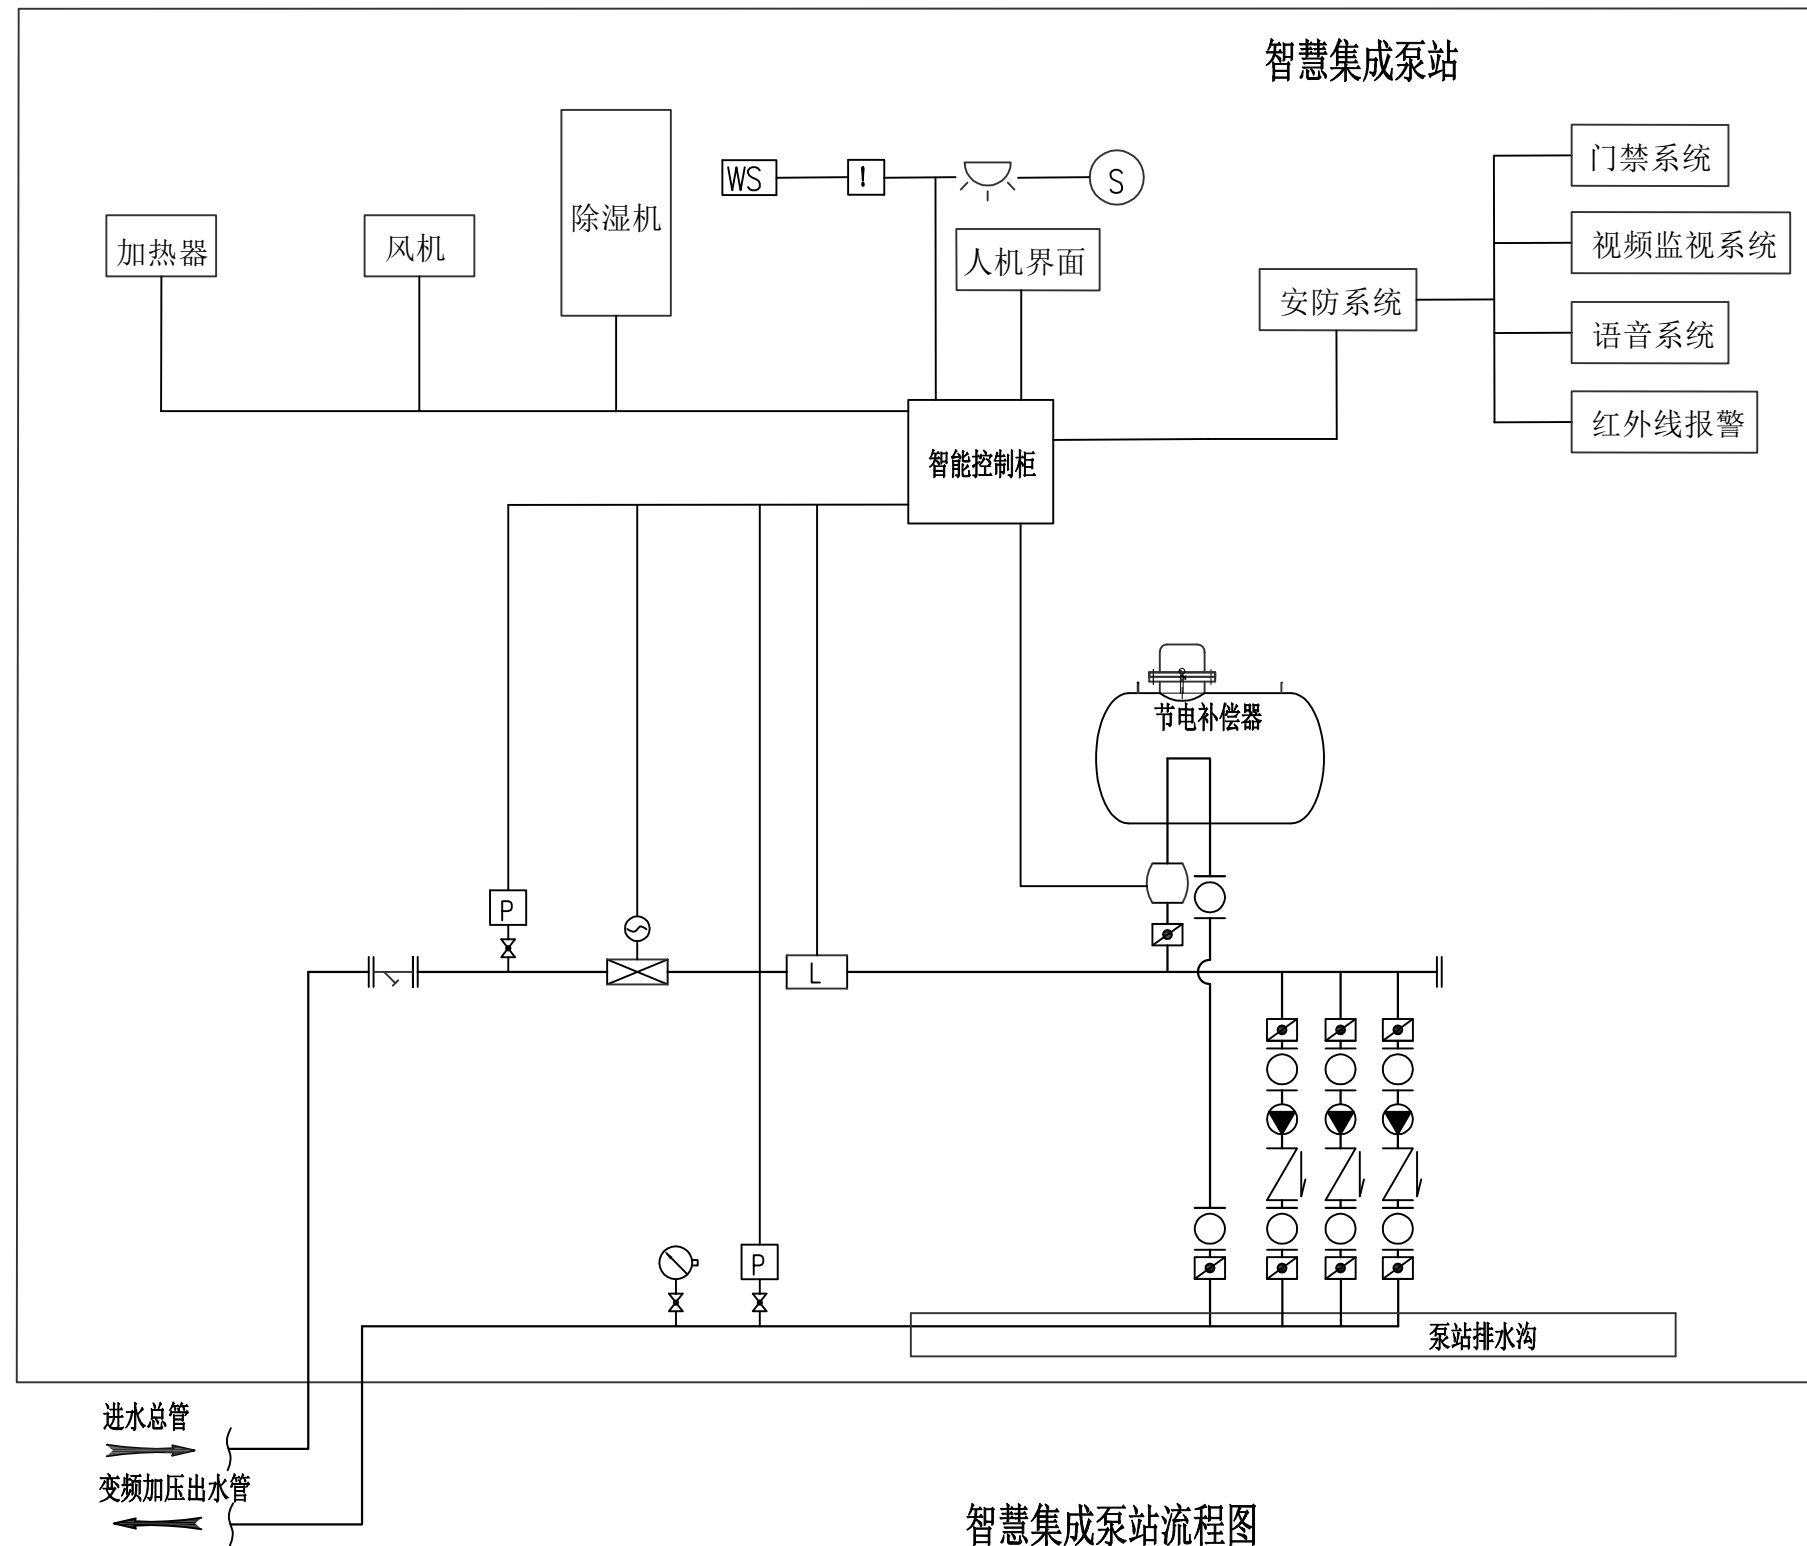 智慧集成泵站
门禁系统
WS
!
S
除湿机
加热器
风机
人机界面
视频监视系统
安防系统
语音系统
红外线报警
智能控制柜
节电补偿器
P
L
P
泵站排水沟
进水总管
变频加压出水管
智慧集成泵站流程图